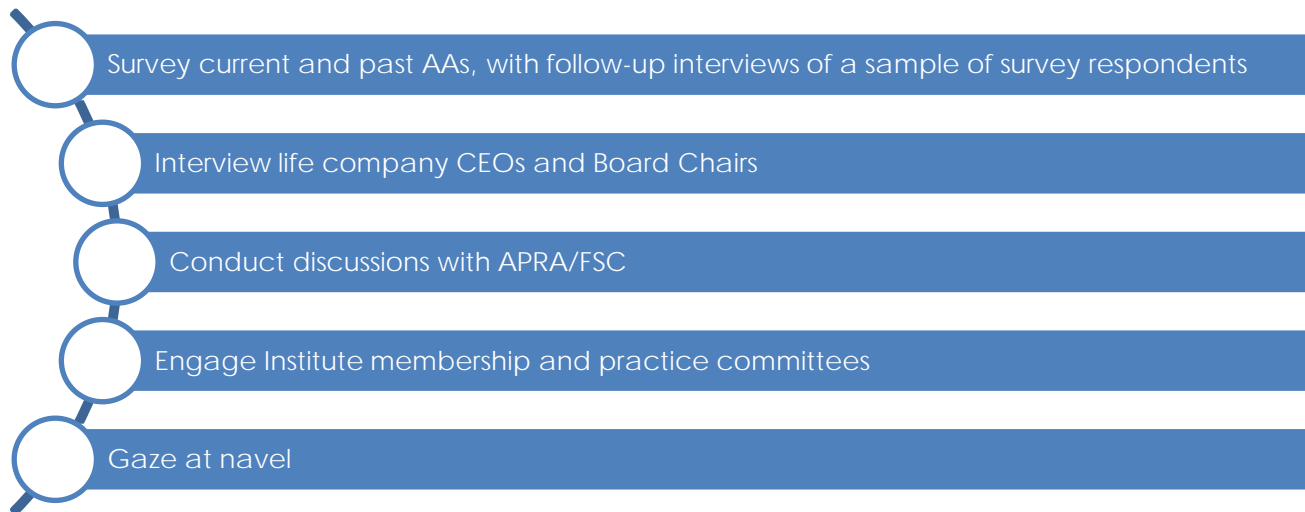 Survey current and past AAs, with follow-up interviews of a sample of survey respondents
Interview life company CEOs and Board Chairs
Conduct discussions with APRA/FSC
Engage Institute membership and practice committees
Gaze at navel